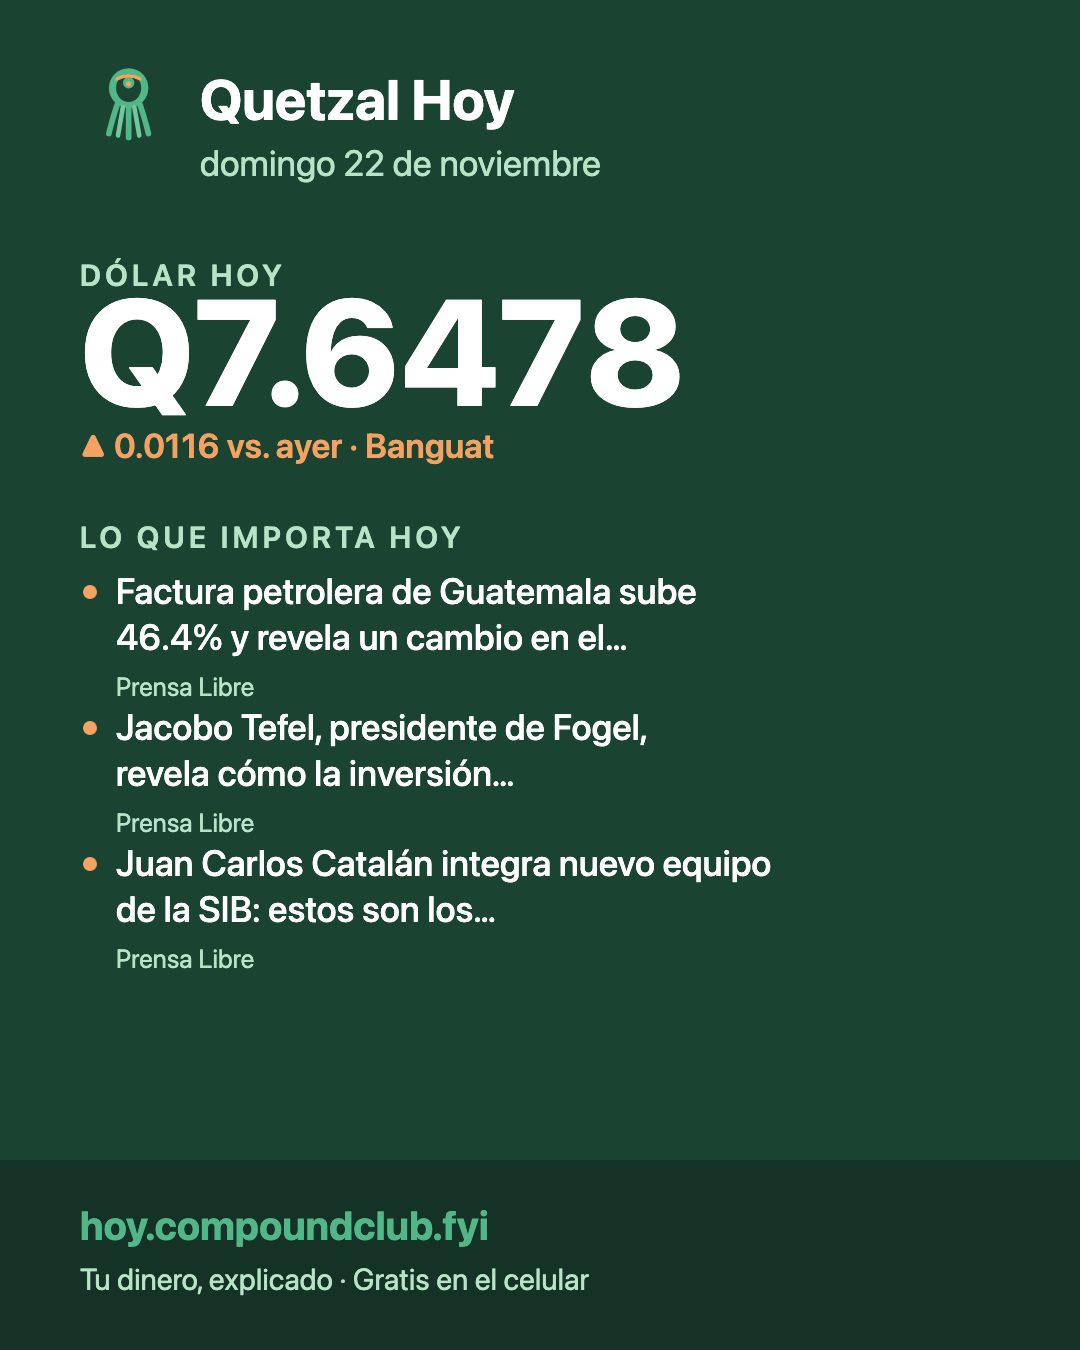 Quetzal Hoy
domingo 22 de noviembre
DÓLAR HOY
Q7.6478
▲ 0.0116 vs. ayer · Banguat
LO QUE IMPORTA HOY
• Factura petrolera de Guatemala sube
46.4% y revela un cambio en el...
Prensa Libre
• Jacobo Tefel, presidente de Fogel,
revela cómo la inversión...
Prensa Libre
• Juan Carlos Catalán integra nuevo equipo
de la SIB: estos son los...
Prensa Libre
hoy.compoundclub.fyi
Tu dinero, explicado · Gratis en el celular